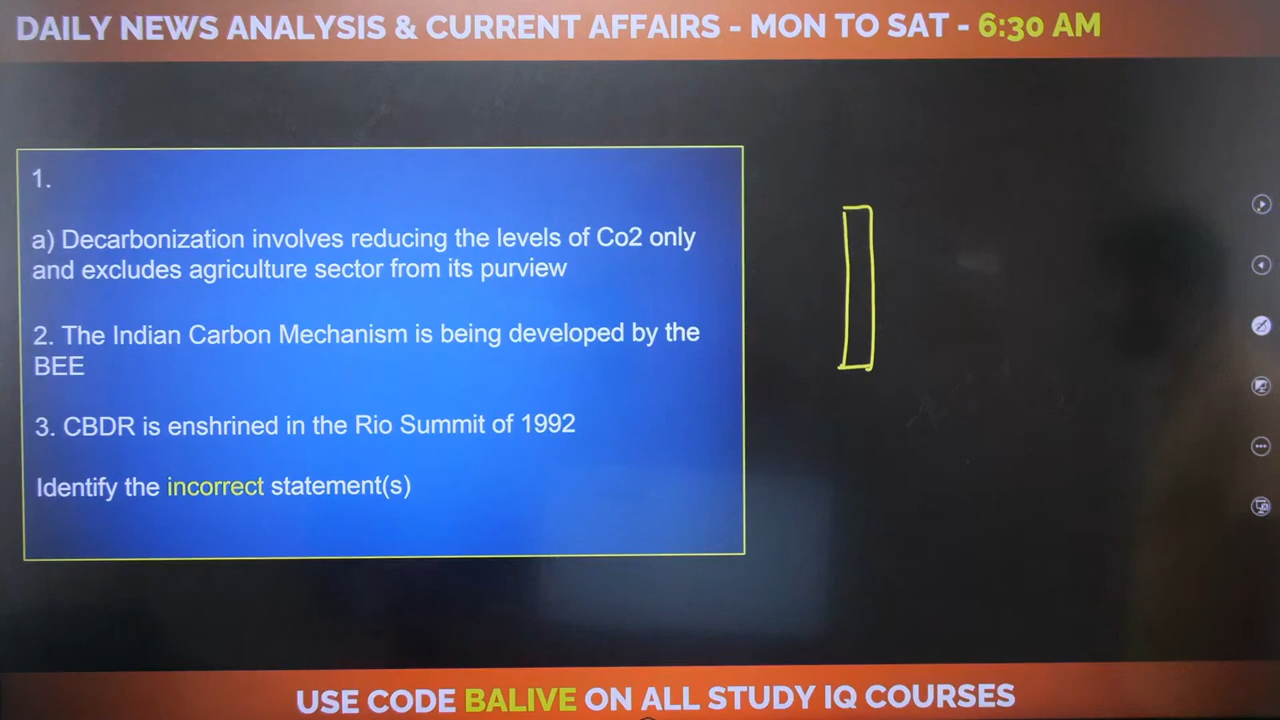 DAILY NEWS ANALYSIS & CURRENT AFFAIRS - MON TO SAT - 6:30 AM
1.
a) Decarbonization involves reducing the levels of Co2 only
and excludes agriculture sector from its purview
2. The Indian Carbon Mechanism is being developed by the
BEE
3. CBDR is enshrined in the Rio Summit of 1992
Identify the incorrect statement(s)
USE CODE BALIVE ON ALL STUDY IQ COURSES